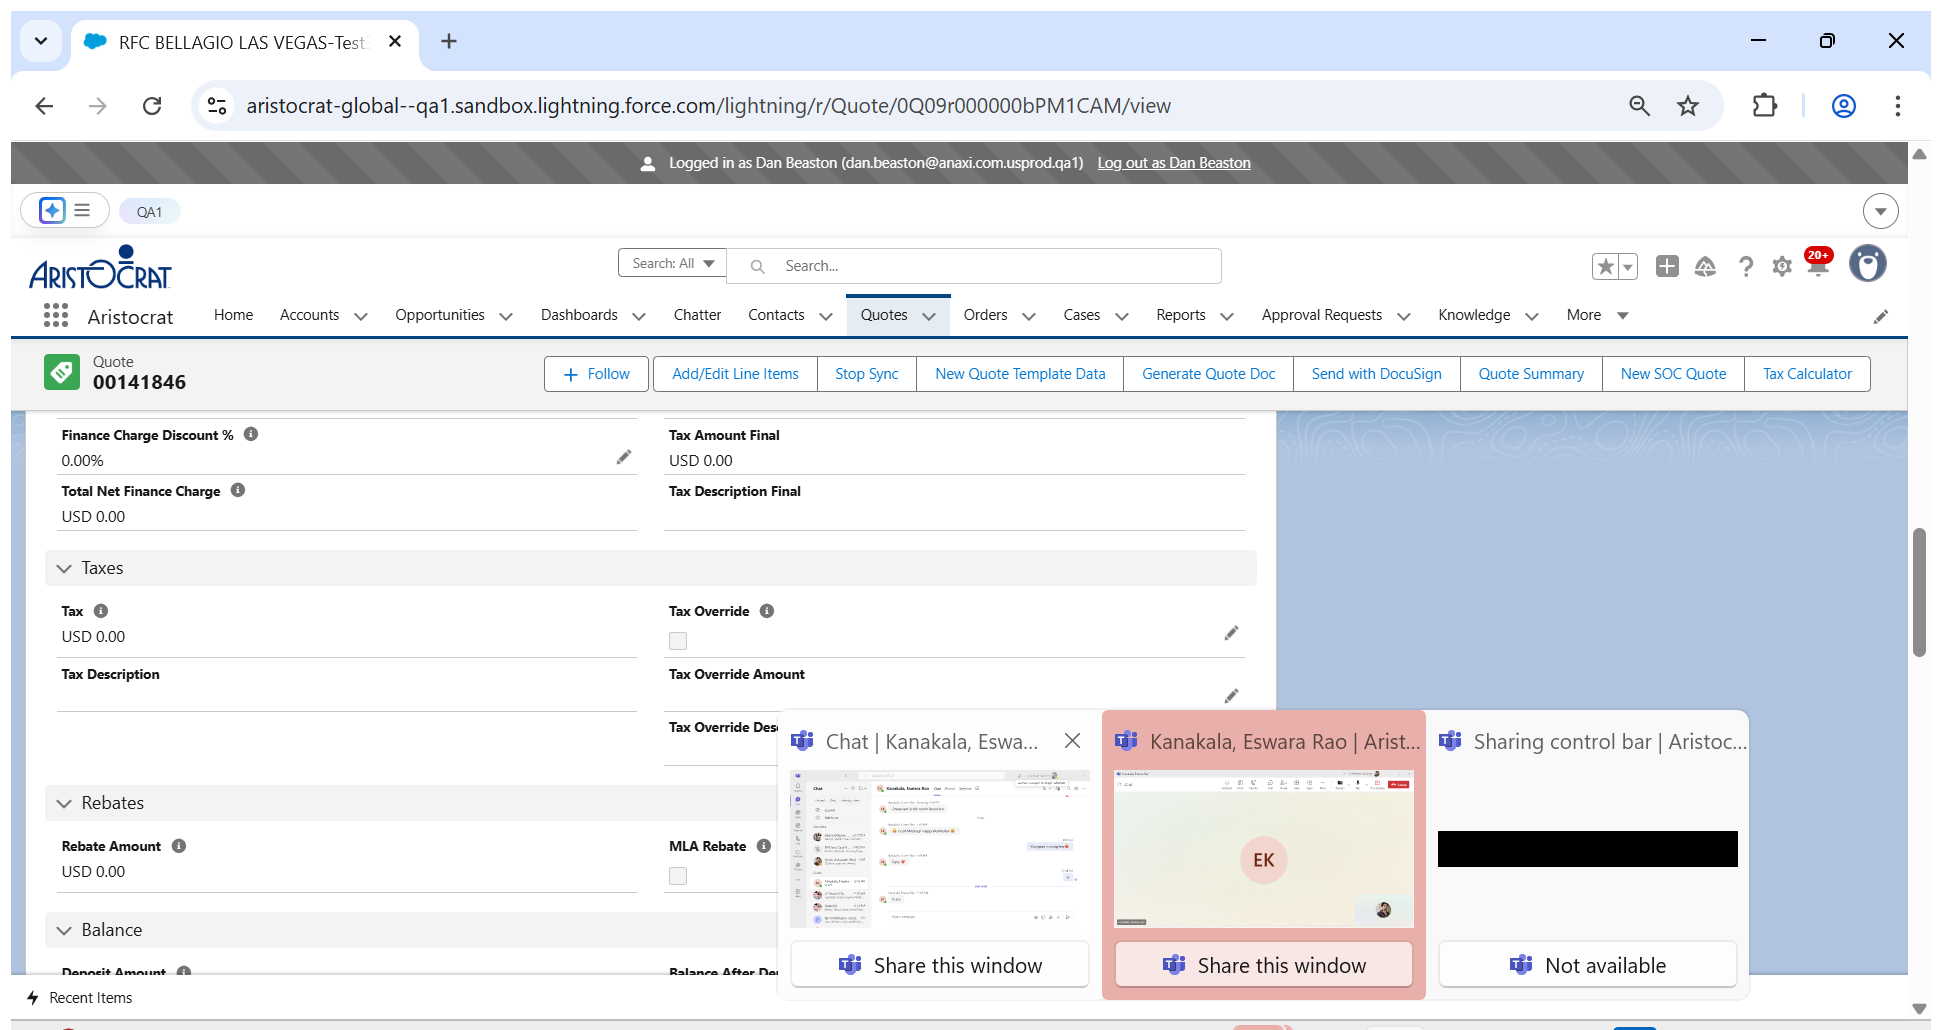 RFC BELLAGIO LAS VEGAS-Test
aristocrat-global--qa1.sandbox.lightning.force.com/lightning/r/Quote/0Q09r000000bPM1CAM/view
Logged in as Dan Beaston (dan.beaston@anaxi.com.usprod.qa1) Log out as Dan Beaston
QA1
ARISTOCRAT
Search: All
Search...
20+
Aristocrat Home Accounts Opportunities Dashboards Chatter Contacts Quotes Orders Cases Reports Approval Requests Knowledge More
Quote
00141846
Follow Add/Edit Line Items Stop Sync New Quote Template Data Generate Quote Doc Send with DocuSign Quote Summary New SOC Quote Tax Calculator
Finance Charge Discount % Tax Amount Final
0.00% USD 0.00
Total Net Finance Charge Tax Description Final
USD 0.00
Taxes
Tax Tax Override
USD 0.00
Tax Description Tax Override Amount
Tax Override Des
Chat | Kanakala, Eswa... Kanakala, Eswara Rao | Arist... Sharing control bar | Aristoc...
Rebates
Rebate Amount MLA Rebate
USD 0.00
EK
Balance
Share this window Share this window Not available
Deposit Amount Balance After De
Recent Items